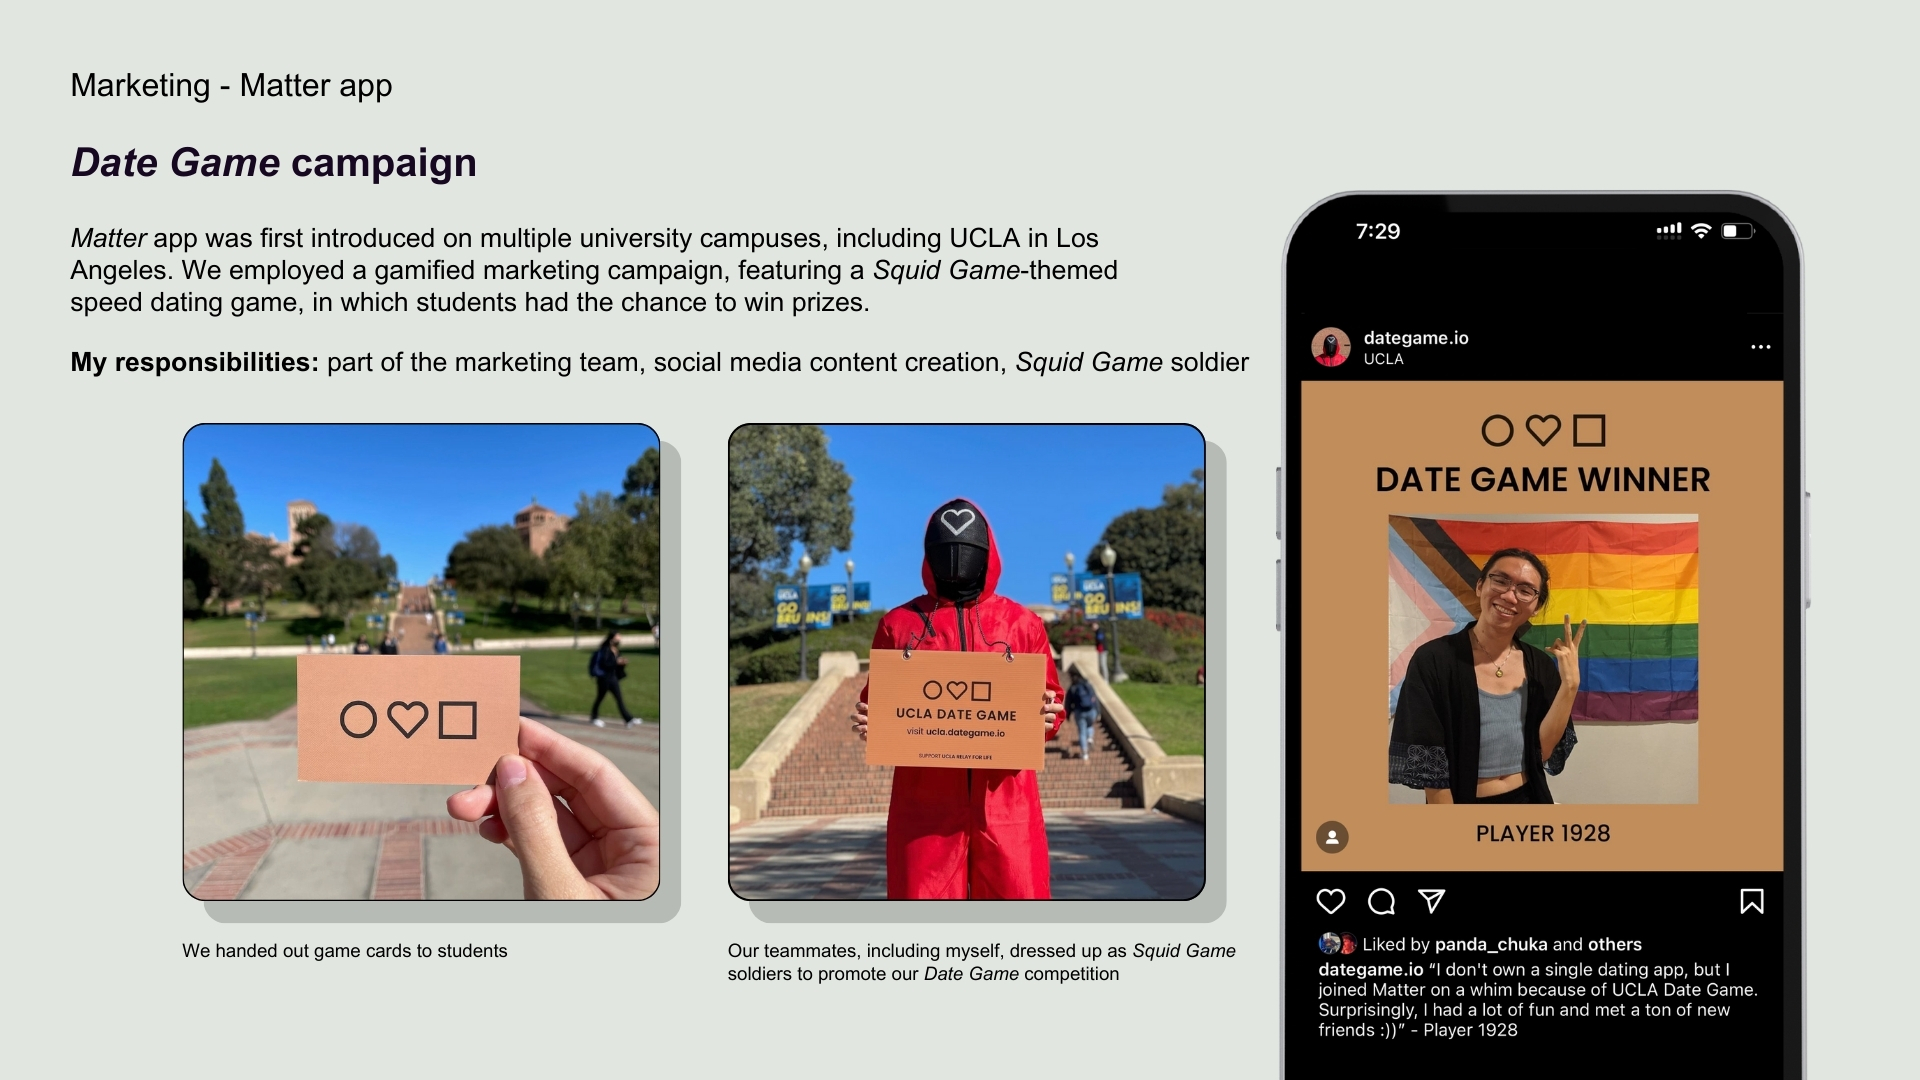 Marketing - Matter app
Date Game campaign
Matter app was first introduced on multiple university campuses, including UCLA in Los
Angeles. We employed a gamified marketing campaign, featuring a Squid Game-themed
speed dating game, in which students had the chance to win prizes.
My responsibilities: part of the marketing team, social media content creation, Squid Game soldier
We handed out game cards to students
UCLA
GO
BRUINS!
UCLA DATE GAME
visit ucla.dategame.io
SUPPORT UCLA RELAY FOR LIFE
Our teammates, including myself, dressed up as Squid Game
soldiers to promote our Date Game competition
7:29
dategame.io
UCLA
DATE GAME WINNER
PLAYER 1928
Liked by panda_chuka and others
dategame.io “I don't own a single dating app, but I
joined Matter on a whim because of UCLA Date Game.
Surprisingly, I had a lot of fun and met a ton of new
friends :))” - Player 1928